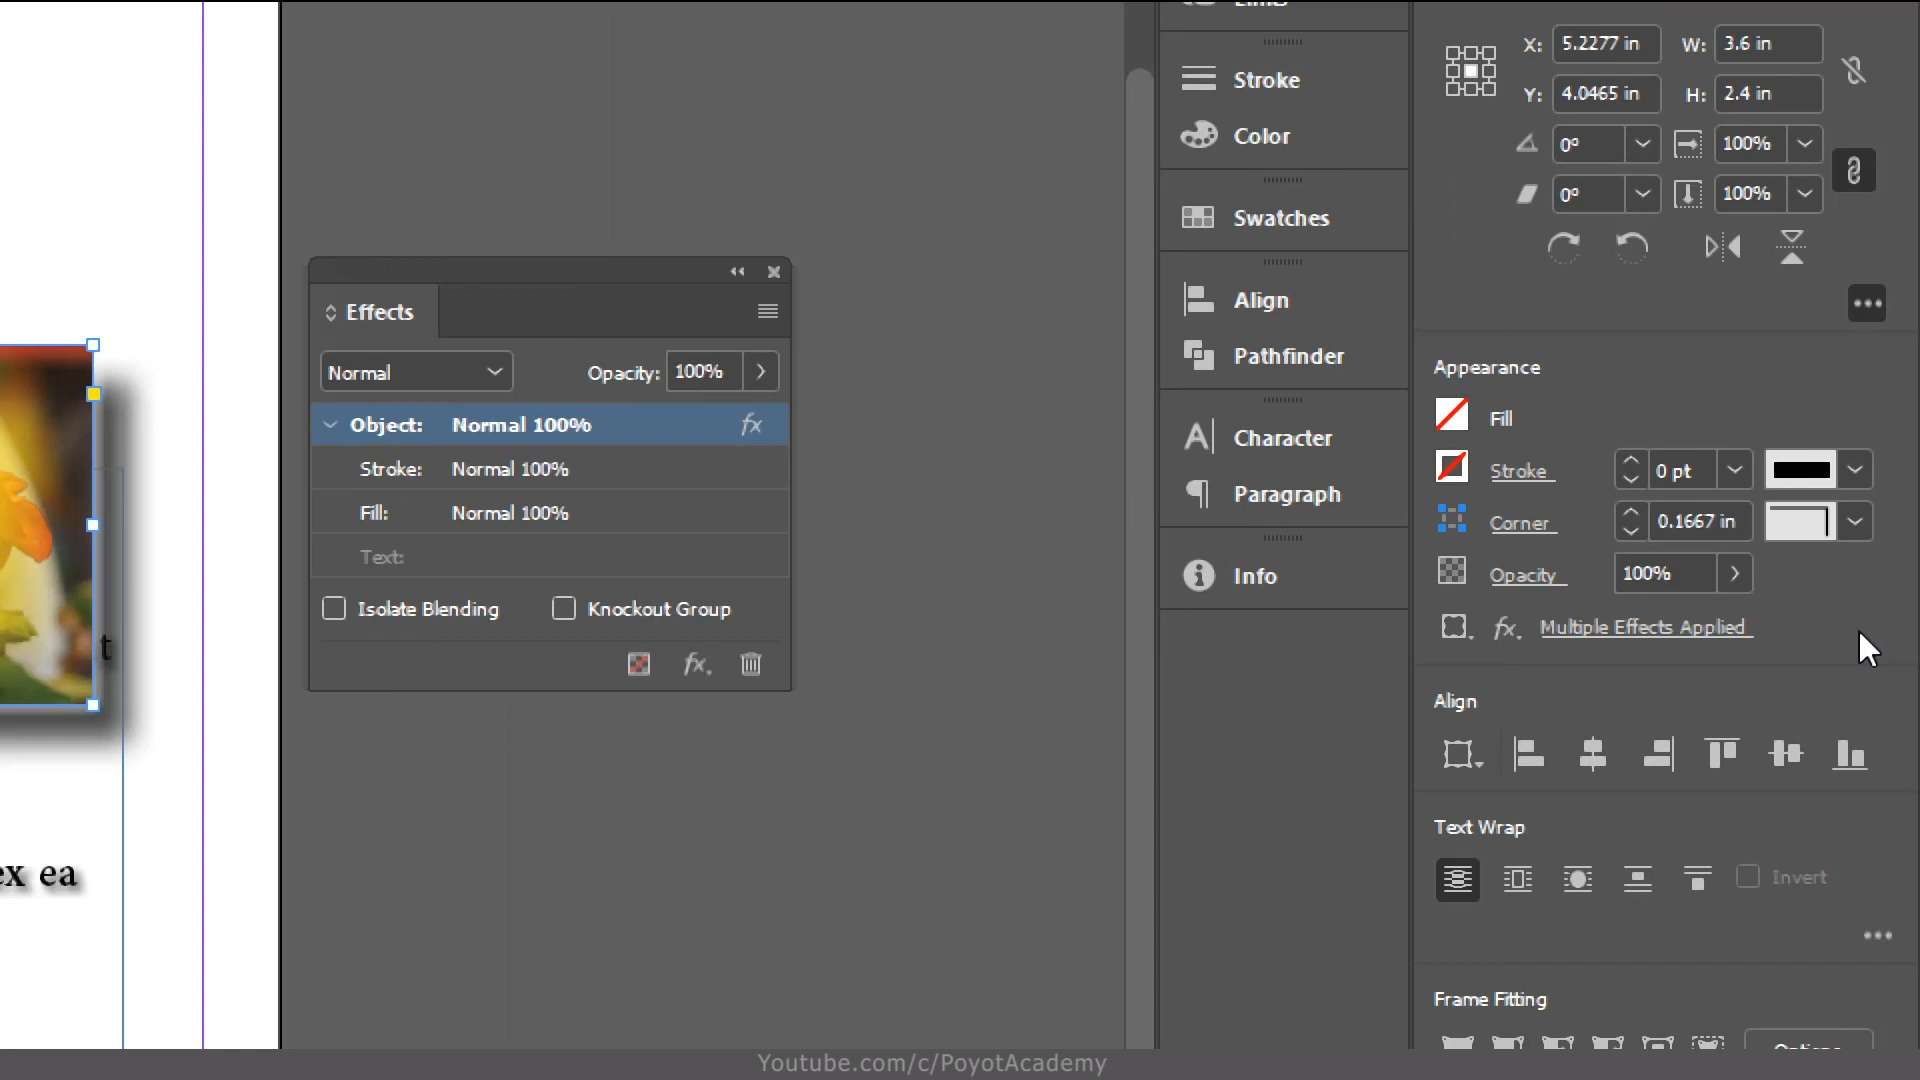 X: 5.2277 in W: 3.6 in
Y: 4.0465 in H: 2.4 in
0° 100%
0° 100%
Stroke
Color
Swatches
Align
Pathfinder
Character
Paragraph
Info
Effects
Normal Opacity: 100%
Object: Normal 100% fx
Stroke: Normal 100%
Fill: Normal 100%
Text:
Isolate Blending Knockout Group
fx
Appearance
Fill
Stroke 0 pt
Corner 0.1667 in
Opacity 100%
fx Multiple Effects Applied
Align
Text Wrap
Invert
Frame Fitting
t
ex ea
Youtube.com/c/PoyotAcademy